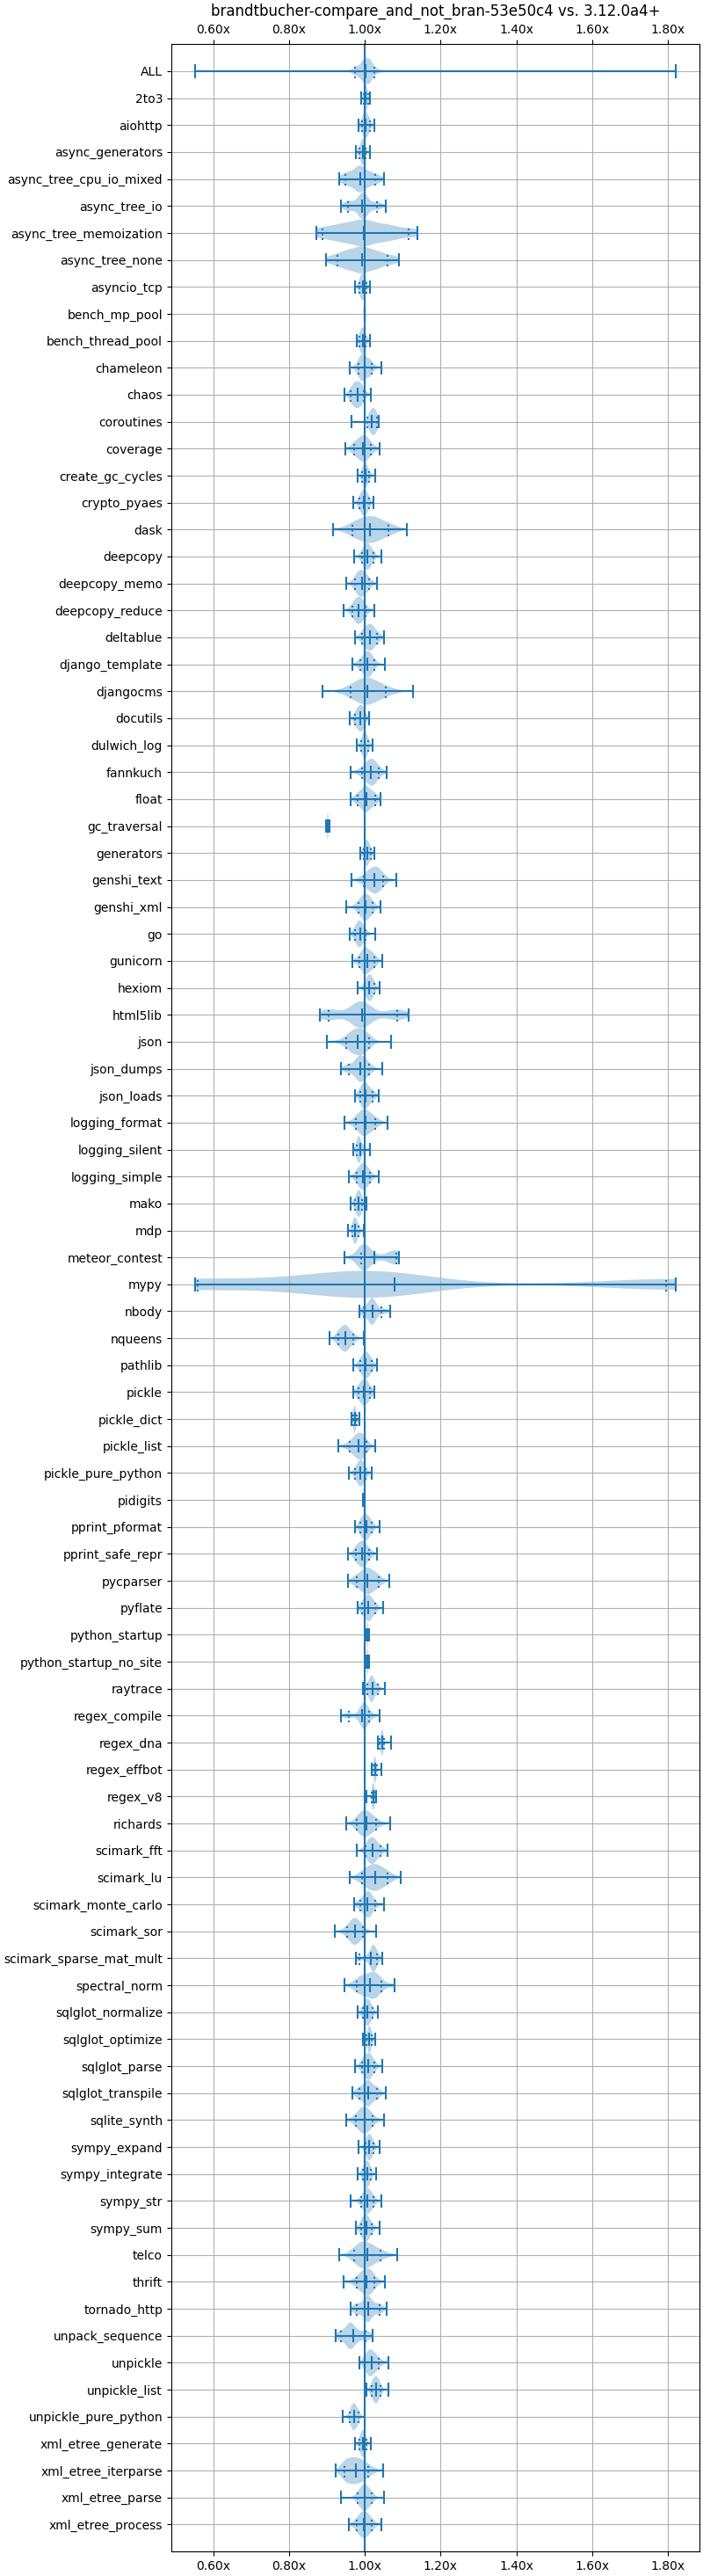 brandtbucher-compare_and_not_bran-53e50c4 vs. 3.12.0a4+
0.60x 0.80x 1.00x 1.20x 1.40x 1.60x 1.80x
ALL
2to3
aiohttp
async_generators
async_tree_cpu_io_mixed
async_tree_io
async_tree_memoization
async_tree_none
asyncio_tcp
bench_mp_pool
bench_thread_pool
chameleon
chaos
coroutines
coverage
create_gc_cycles
crypto_pyaes
dask
deepcopy
deepcopy_memo
deepcopy_reduce
deltablue
django_template
djangocms
docutils
dulwich_log
fannkuch
float
gc_traversal
generators
genshi_text
genshi_xml
go
gunicorn
hexiom
html5lib
json
json_dumps
json_loads
logging_format
logging_silent
logging_simple
mako
mdp
meteor_contest
mypy
nbody
nqueens
pathlib
pickle
pickle_dict
pickle_list
pickle_pure_python
pidigits
pprint_pformat
pprint_safe_repr
pycparser
pyflate
python_startup
python_startup_no_site
raytrace
regex_compile
regex_dna
regex_effbot
regex_v8
richards
scimark_fft
scimark_lu
scimark_monte_carlo
scimark_sor
scimark_sparse_mat_mult
spectral_norm
sqlglot_normalize
sqlglot_optimize
sqlglot_parse
sqlglot_transpile
sqlite_synth
sympy_expand
sympy_integrate
sympy_str
sympy_sum
telco
thrift
tornado_http
unpack_sequence
unpickle
unpickle_list
unpickle_pure_python
xml_etree_generate
xml_etree_iterparse
xml_etree_parse
xml_etree_process
0.60x 0.80x 1.00x 1.20x 1.40x 1.60x 1.80x